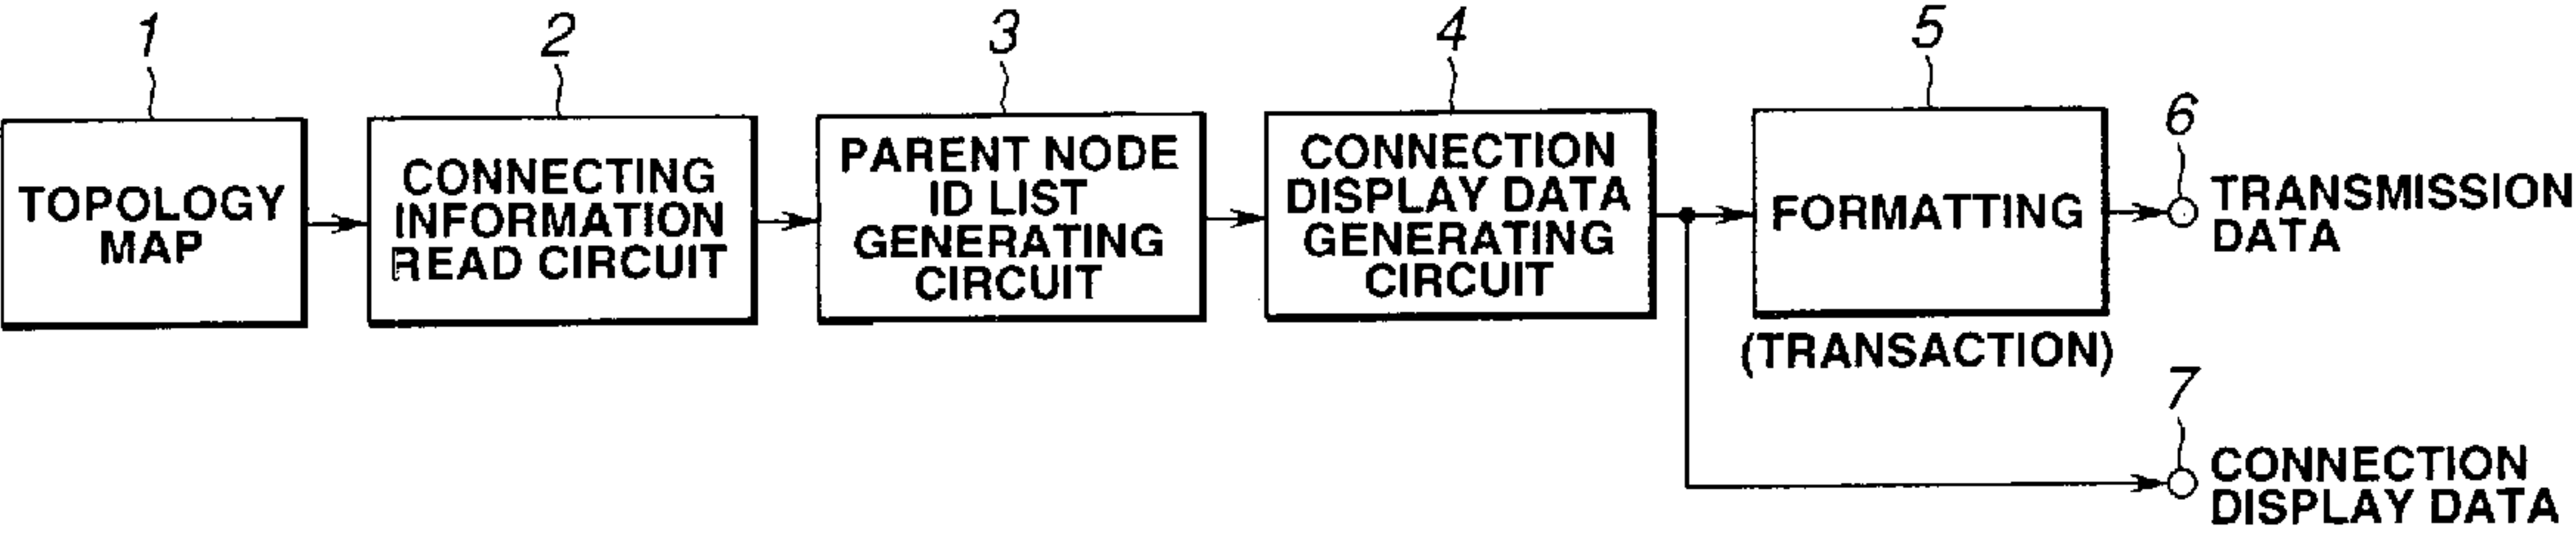 1
2
3
4
5
6
7
TOPOLOGY
MAP
CONNECTING
INFORMATION
READ CIRCUIT
PARENT NODE
ID LIST
GENERATING
CIRCUIT
CONNECTION
DISPLAY DATA
GENERATING
CIRCUIT
FORMATTING
(TRANSACTION)
TRANSMISSION
DATA
CONNECTION
DISPLAY DATA